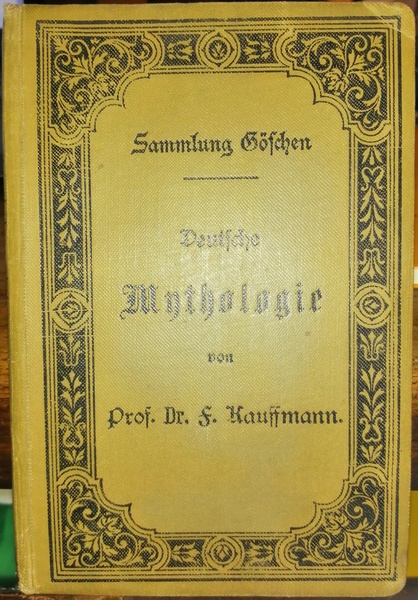 Sammlung Göschen
Deutsche
Mythologie
von
Prof. Dr. F. Kauffmann.